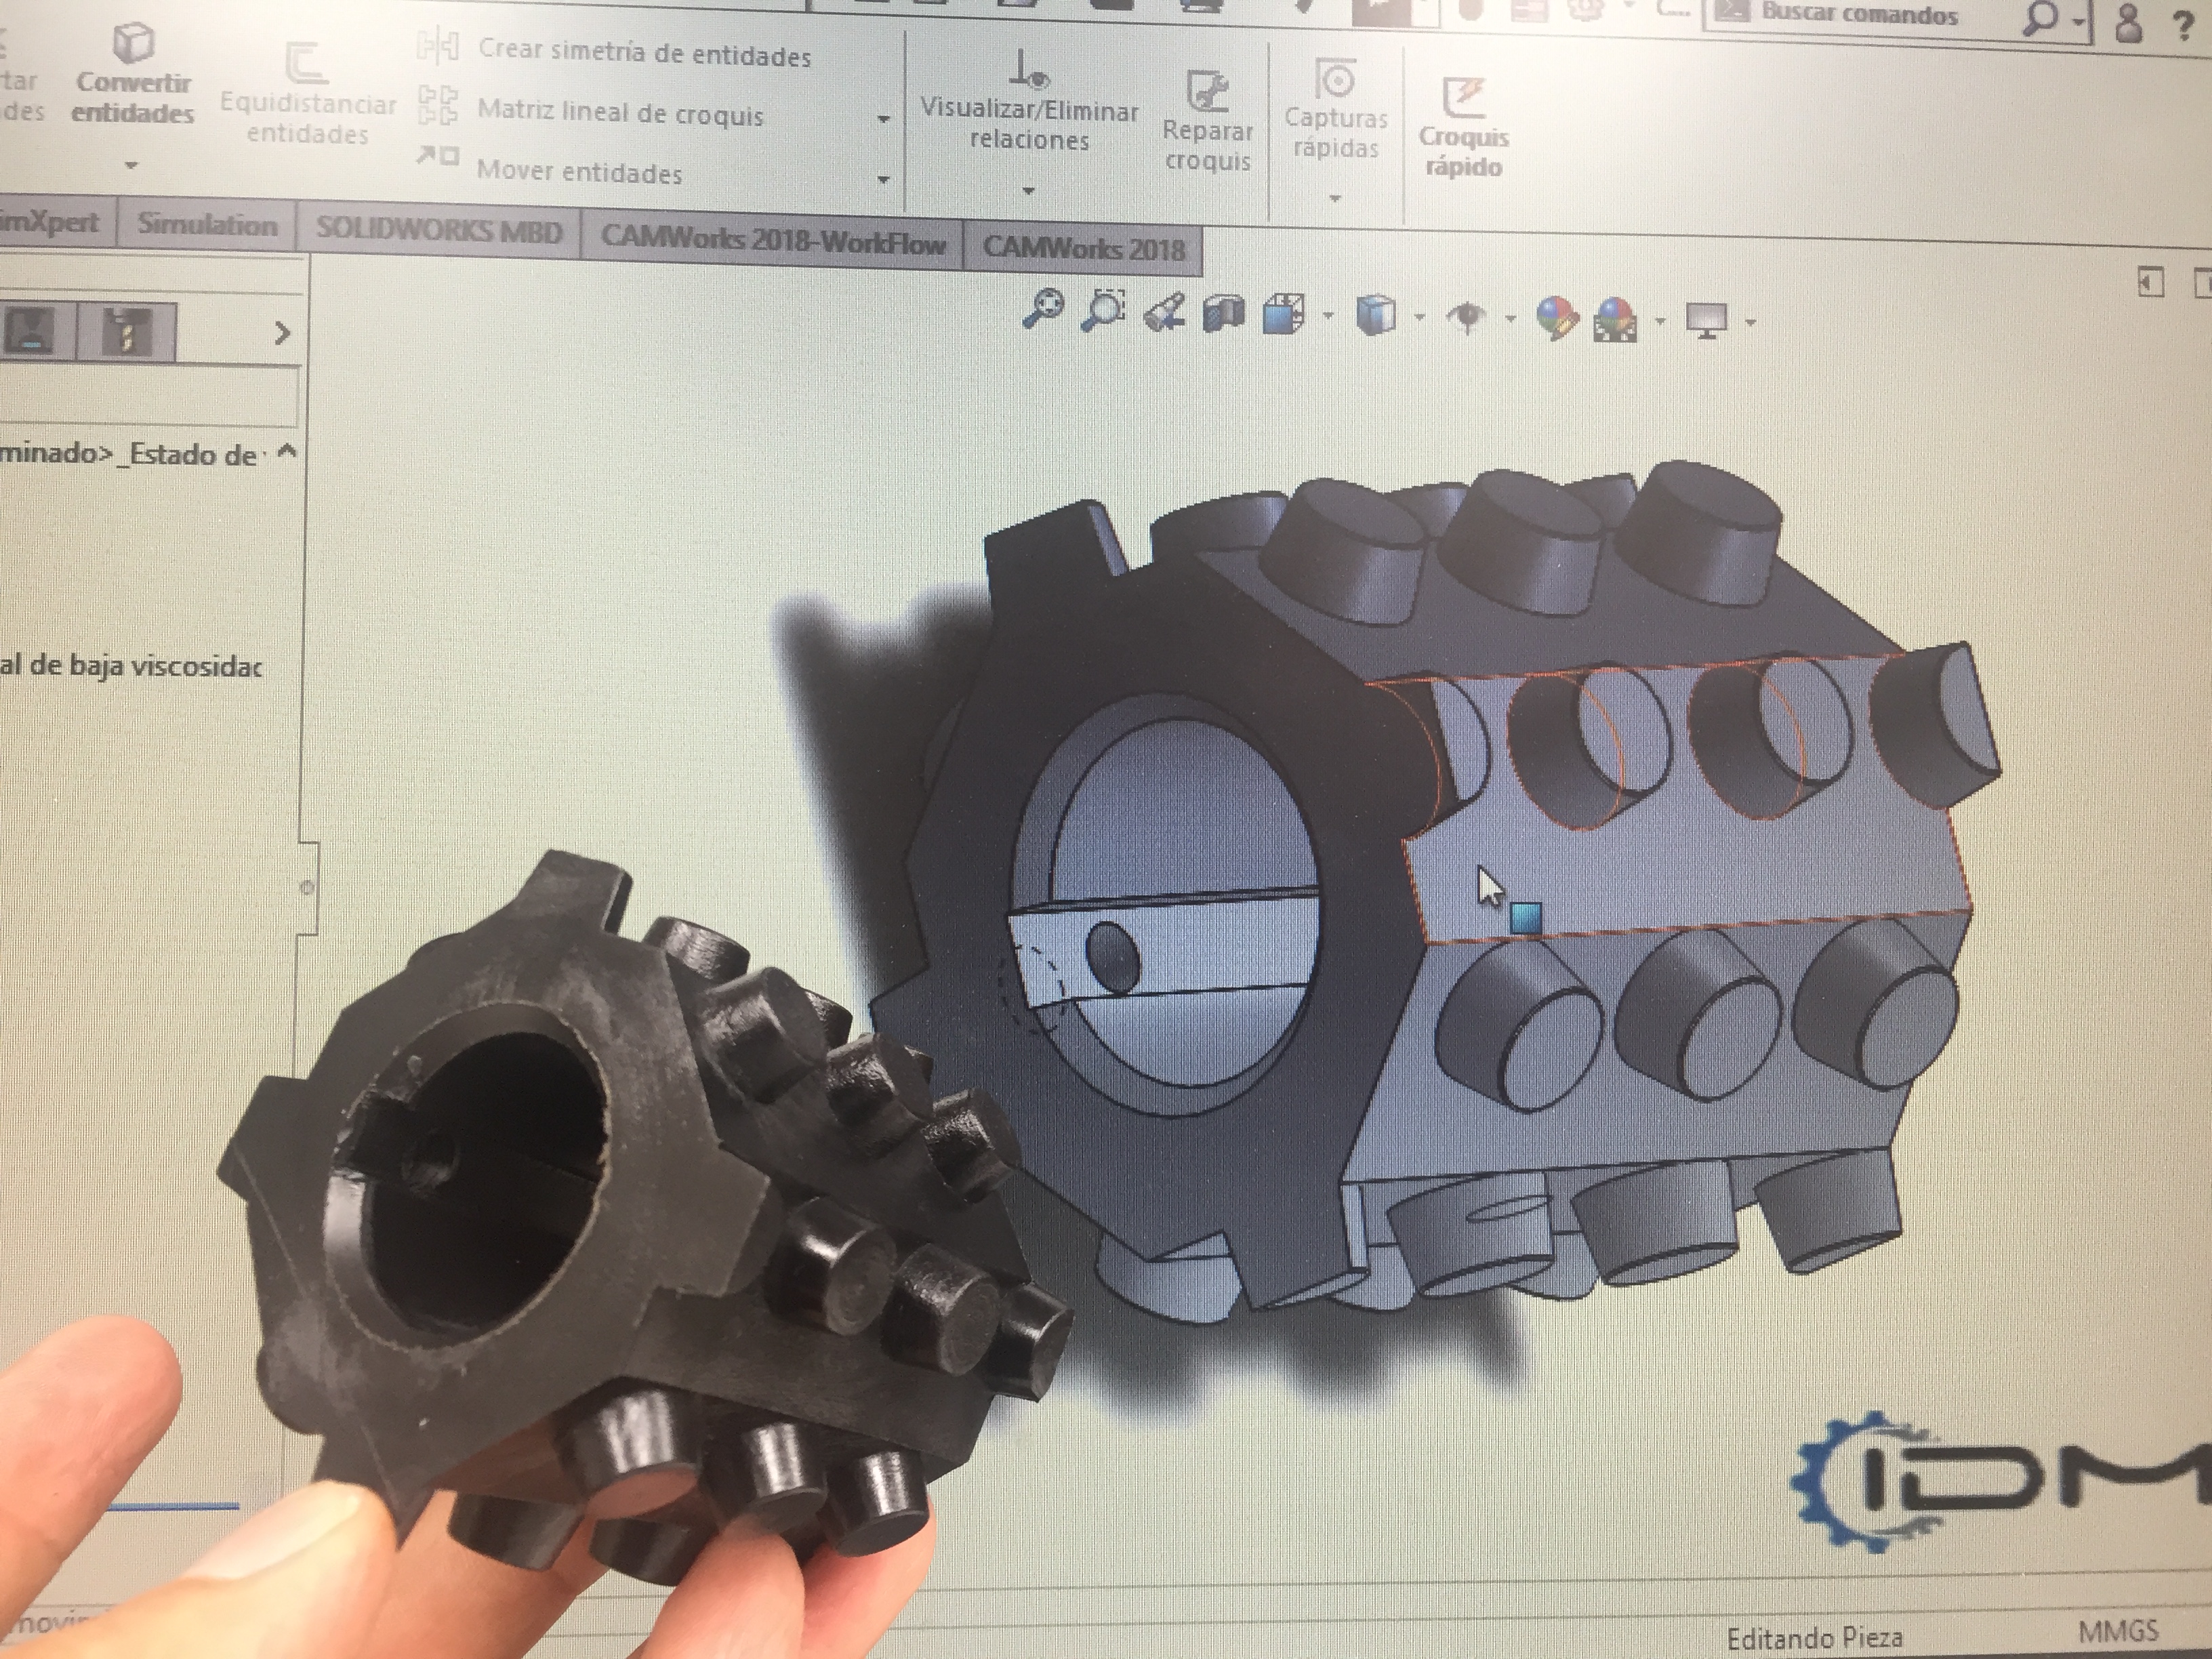 Buscar comandos
?
tar
des
Convertir
entidades
Equidistanciar
entidades
Crear simetría de entidades
Matriz lineal de croquis
Mover entidades
Visualizar/Eliminar
relaciones
Reparar
croquis
Capturas
rápidas
Croquis
rápido
imXpert
Simulation
SOLIDWORKS MBD
CAMWorks 2018-WorkFlow
CAMWorks 2018
minado>_Estado de
al de baja viscosidac
IDM
Editando Pieza
MMGS